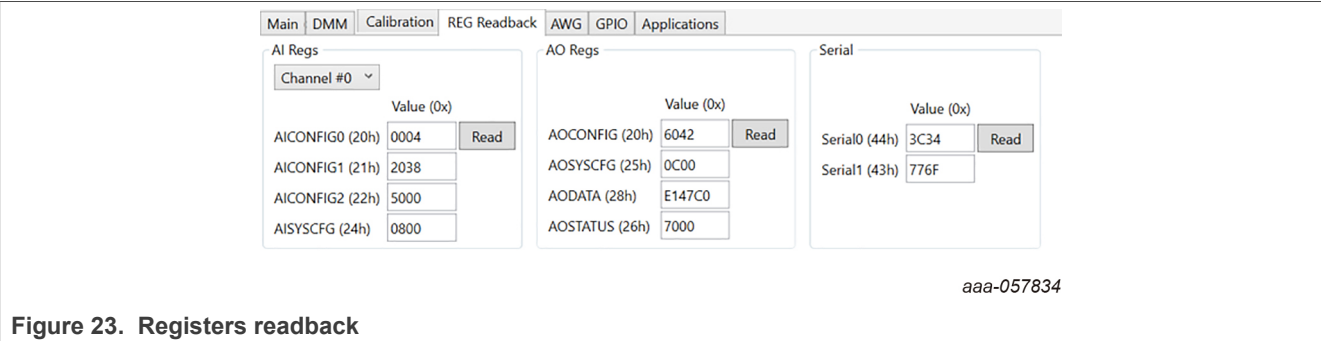 Main DMM Calibration REG Readback AWG GPIO Applications
AI Regs
Channel #0
Value (0x)
AICONFIG0 (20h) 0004 Read
AICONFIG1 (21h) 2038
AICONFIG2 (22h) 5000
AISYSCFG (24h) 0800
AO Regs
Value (0x)
AOCONFIG (20h) 6042 Read
AOSYSCFG (25h) 0C00
AODATA (28h) E147C0
AOSTATUS (26h) 7000
Serial
Value (0x)
Serial0 (44h) 3C34 Read
Serial1 (43h) 776F
aaa-057834
Figure 23. Registers readback